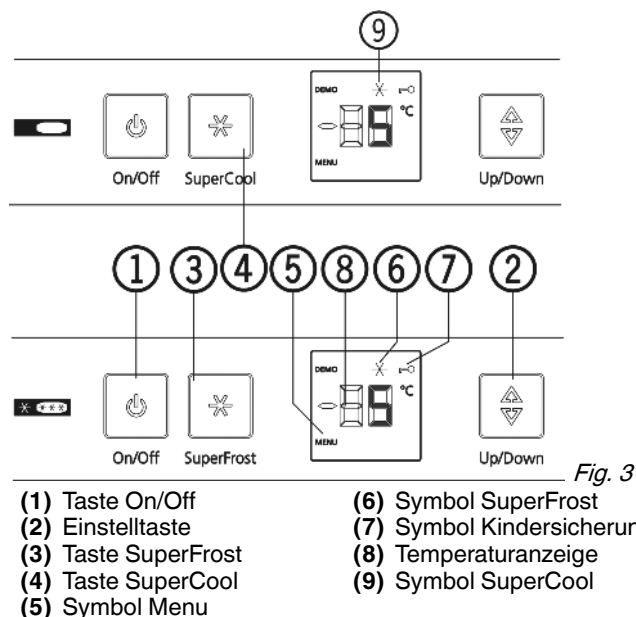 ⑨
DEMO
5 °C
MENU
On/Off SuperCool Up/Down
① ③ ④ ⑤ ⑧ ⑥ ⑦ ②
DEMO
5 °C
MENU
On/Off SuperFrost Up/Down
Fig. 3
(1) Taste On/Off
(2) Einstelltaste
(3) Taste SuperFrost
(4) Taste SuperCool
(5) Symbol Menu
(6) Symbol SuperFrost
(7) Symbol Kindersicherun
(8) Temperaturanzeige
(9) Symbol SuperCool